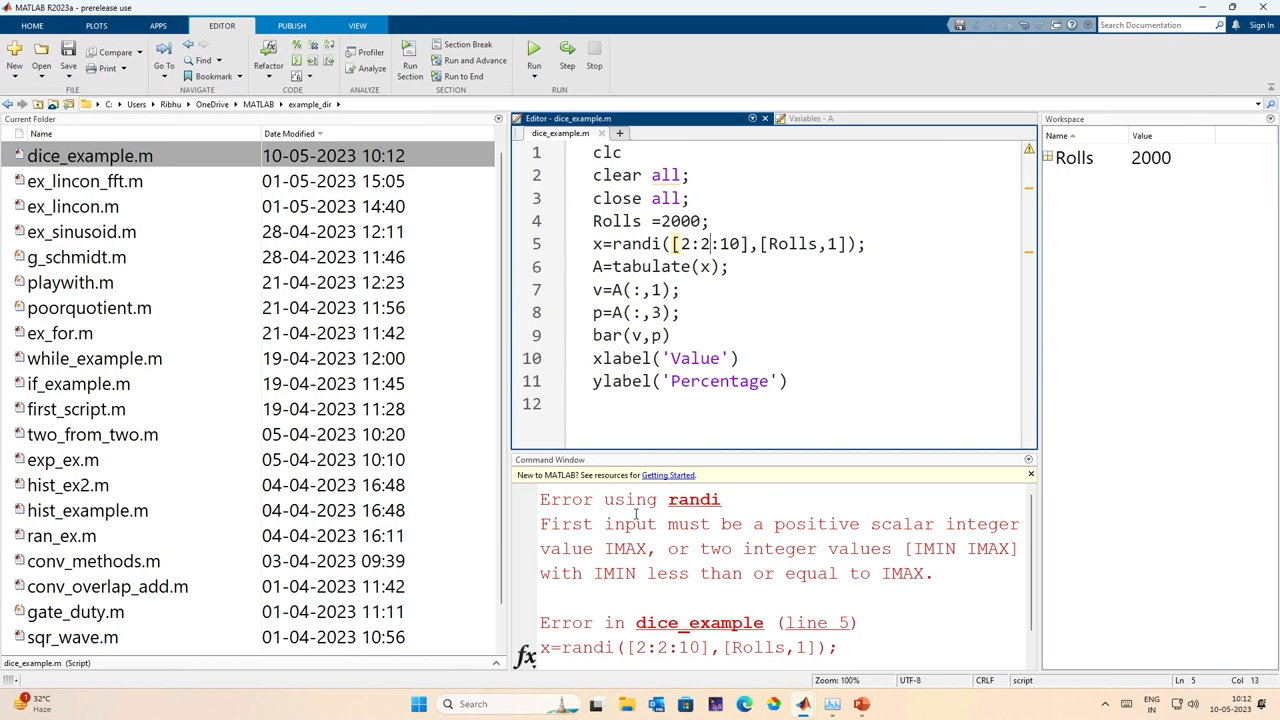 MATLAB R2023a - prerelease use
HOME PLOTS APPS EDITOR PUBLISH VIEW
Search Documentation
Sign In
New Open Save Compare Print
Go To Find Bookmark
Refactor
Profiler Analyze
Run Section Section Break Run and Advance Run to End
Run Step Stop
FILE NAVIGATE CODE ANALYZE SECTION RUN
C: Users Ribhu OneDrive MATLAB example_dir
Current Folder
Name Date Modified
dice_example.m 10-05-2023 10:12
ex_lincon_fft.m 01-05-2023 15:05
ex_lincon.m 01-05-2023 14:40
ex_sinusoid.m 28-04-2023 12:11
g_schmidt.m 28-04-2023 11:46
playwith.m 21-04-2023 12:23
poorquotient.m 21-04-2023 11:56
ex_for.m 21-04-2023 11:42
while_example.m 19-04-2023 12:00
if_example.m 19-04-2023 11:45
first_script.m 19-04-2023 11:28
two_from_two.m 05-04-2023 10:20
exp_ex.m 05-04-2023 10:10
hist_ex2.m 04-04-2023 16:48
hist_example.m 04-04-2023 16:48
ran_ex.m 04-04-2023 16:11
conv_methods.m 03-04-2023 09:39
conv_overlap_add.m 01-04-2023 11:42
gate_duty.m 01-04-2023 11:11
sqr_wave.m 01-04-2023 10:56
dice_example.m (Script)
Editor - dice_example.m
Variables - A
dice_example.m
1 clc
2 clear all;
3 close all;
4 Rolls =2000;
5 x=randi([2:2:10],[Rolls,1]);
6 A=tabulate(x);
7 v=A(:,1);
8 p=A(:,3);
9 bar(v,p)
10 xlabel('Value')
11 ylabel('Percentage')
12
Command Window
New to MATLAB? See resources for Getting Started.
Error using randi
First input must be a positive scalar integer
value IMAX, or two integer values [IMIN IMAX]
with IMIN less than or equal to IMAX.
Error in dice_example (line 5)
x=randi([2:2:10],[Rolls,1]);
fx
Workspace
Name Value
Rolls 2000
Zoom: 100% UTF-8 CRLF script Ln 5 Col 13
32°C
Haze
Search
ENG
IN
10:12
10-05-2023